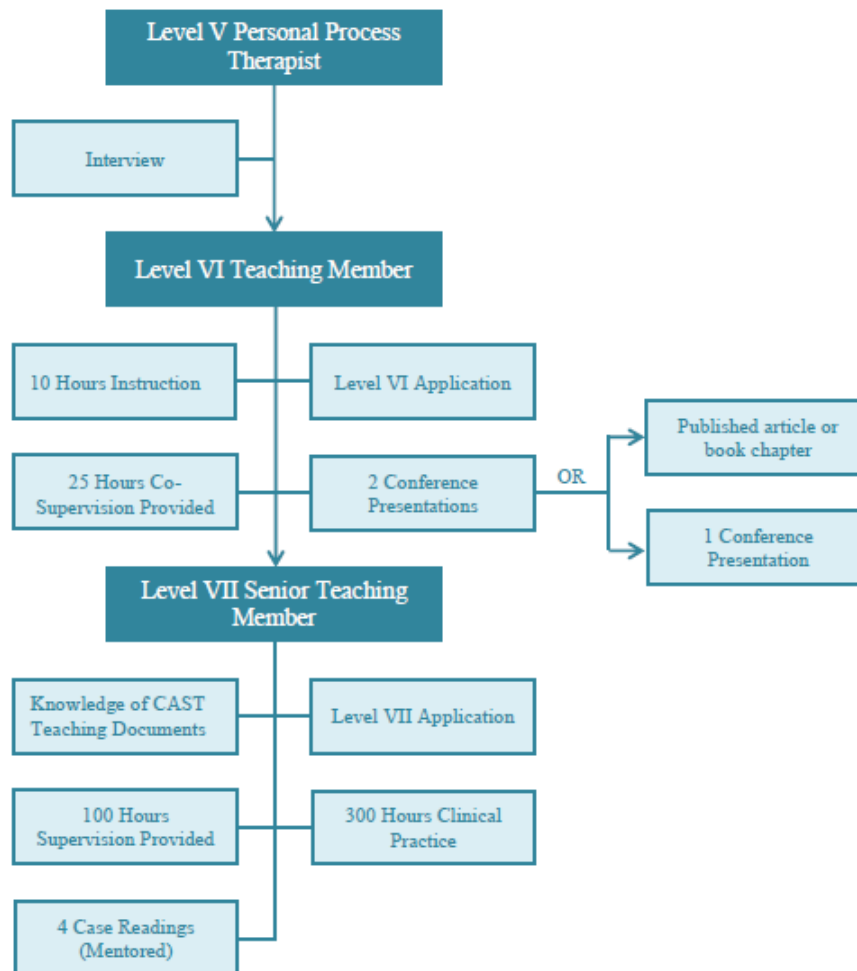 Level V Personal Process
Therapist
Interview
Level VI Teaching Member
10 Hours Instruction
Level VI Application
25 Hours Co-
Supervision Provided
2 Conference
Presentations
OR
Published article or
book chapter
1 Conference
Presentation
Level VII Senior Teaching
Member
Knowledge of CAST
Teaching Documents
Level VII Application
100 Hours
Supervision Provided
300 Hours Clinical
Practice
4 Case Readings
(Mentored)